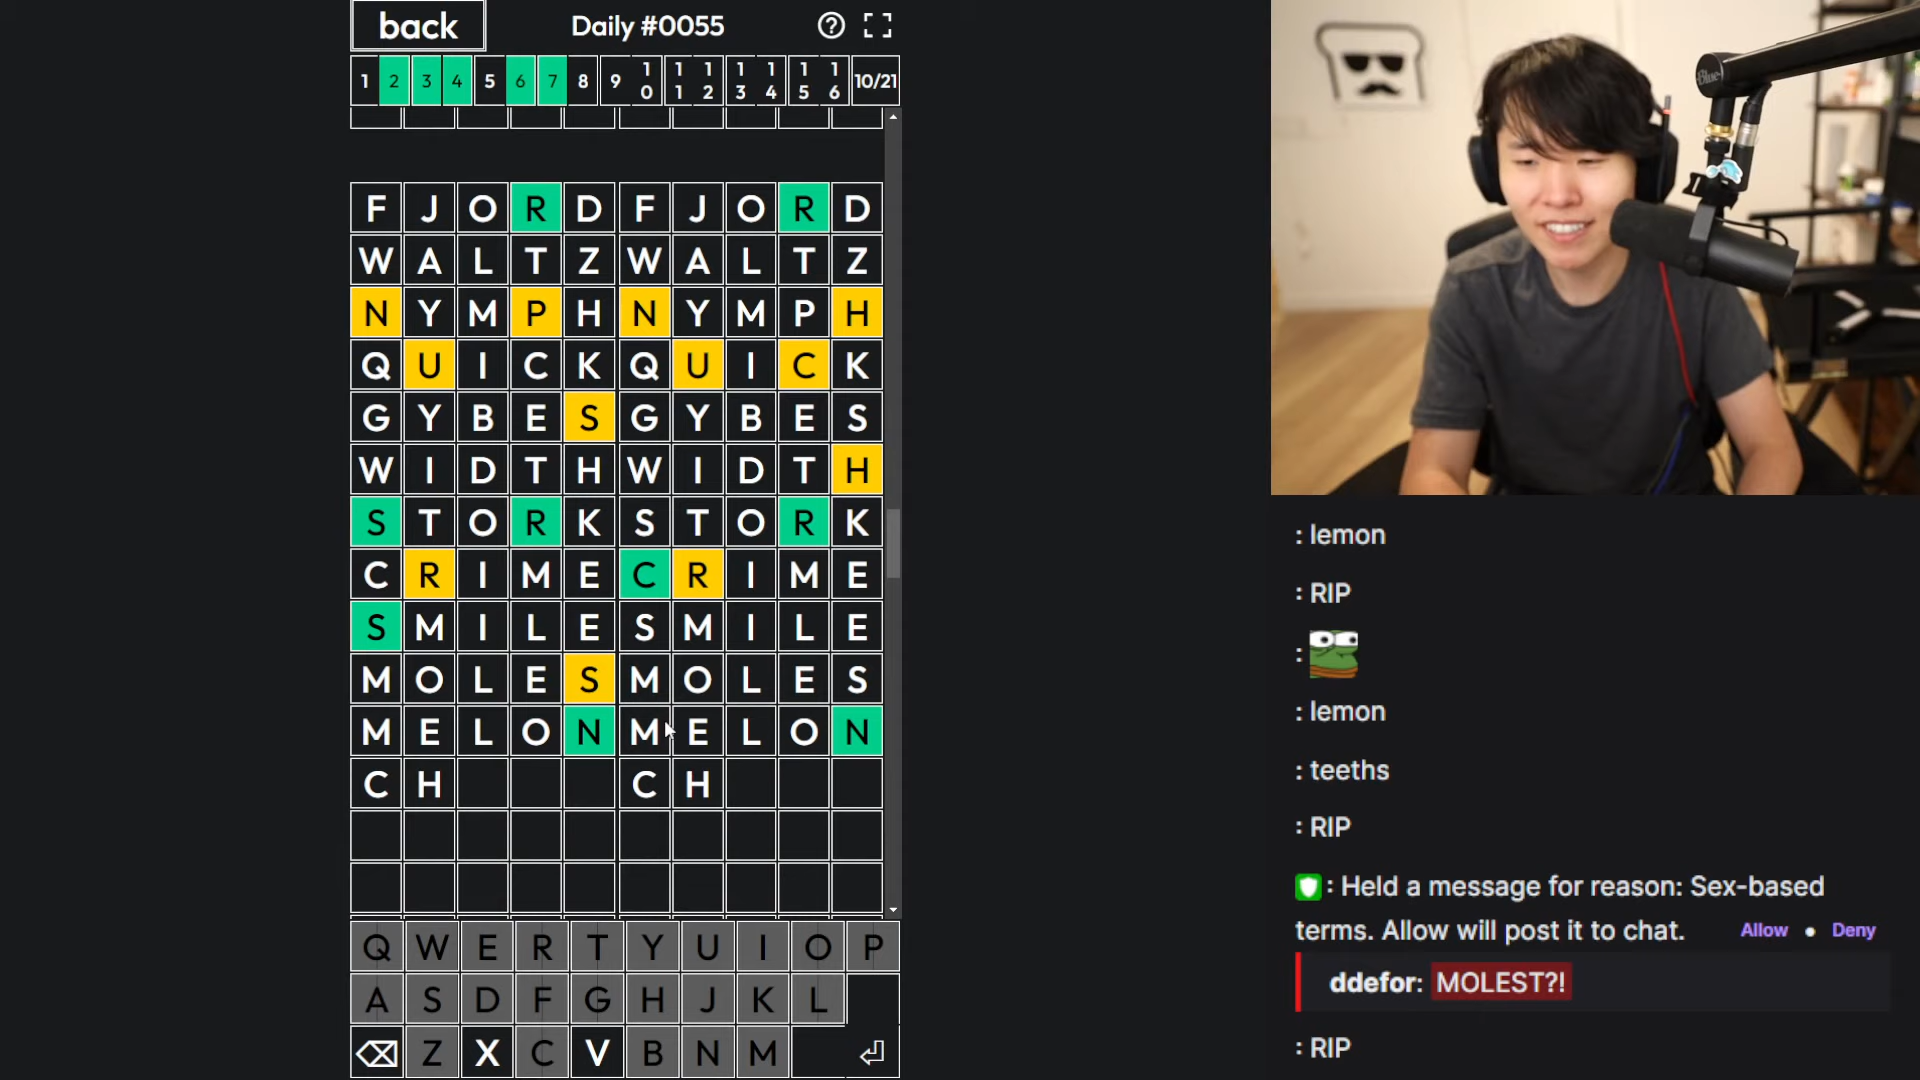 back Daily #0055
1 2 3 4 5 6 7 8 9 10 11 12 13 14 15 16 10/21
F J O R D F J O R D
W A L T Z W A L T Z
N Y M P H N Y M P H
Q U I C K Q U I C K
G Y B E S G Y B E S
W I D T H W I D T H
S T O R K S T O R K
C R I M E C R I M E
S M I L E S M I L E
M O L E S M O L E S
M E L O N M E L O N
C H C H
Q W E R T Y U I O P
A S D F G H J K L
Z X C V B N M
Blue
: lemon
: RIP
:
: lemon
: teeths
: RIP
: Held a message for reason: Sex-based
terms. Allow will post it to chat. Allow • Deny
ddefor: MOLEST?!
: RIP